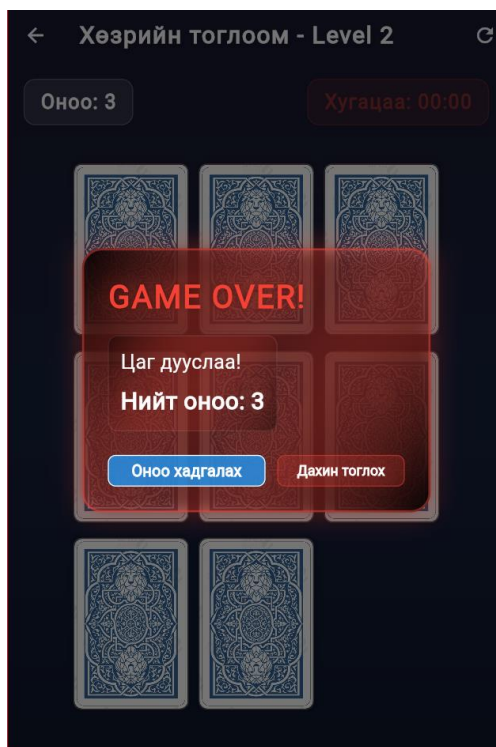 Хөзрийн тоглоом - Level 2
Оноо: 3
Хугацаа: 00:00
GAME OVER!
Цаг дууслаа!
Нийт оноо: 3
Оноо хадгалах
Дахин тоглох